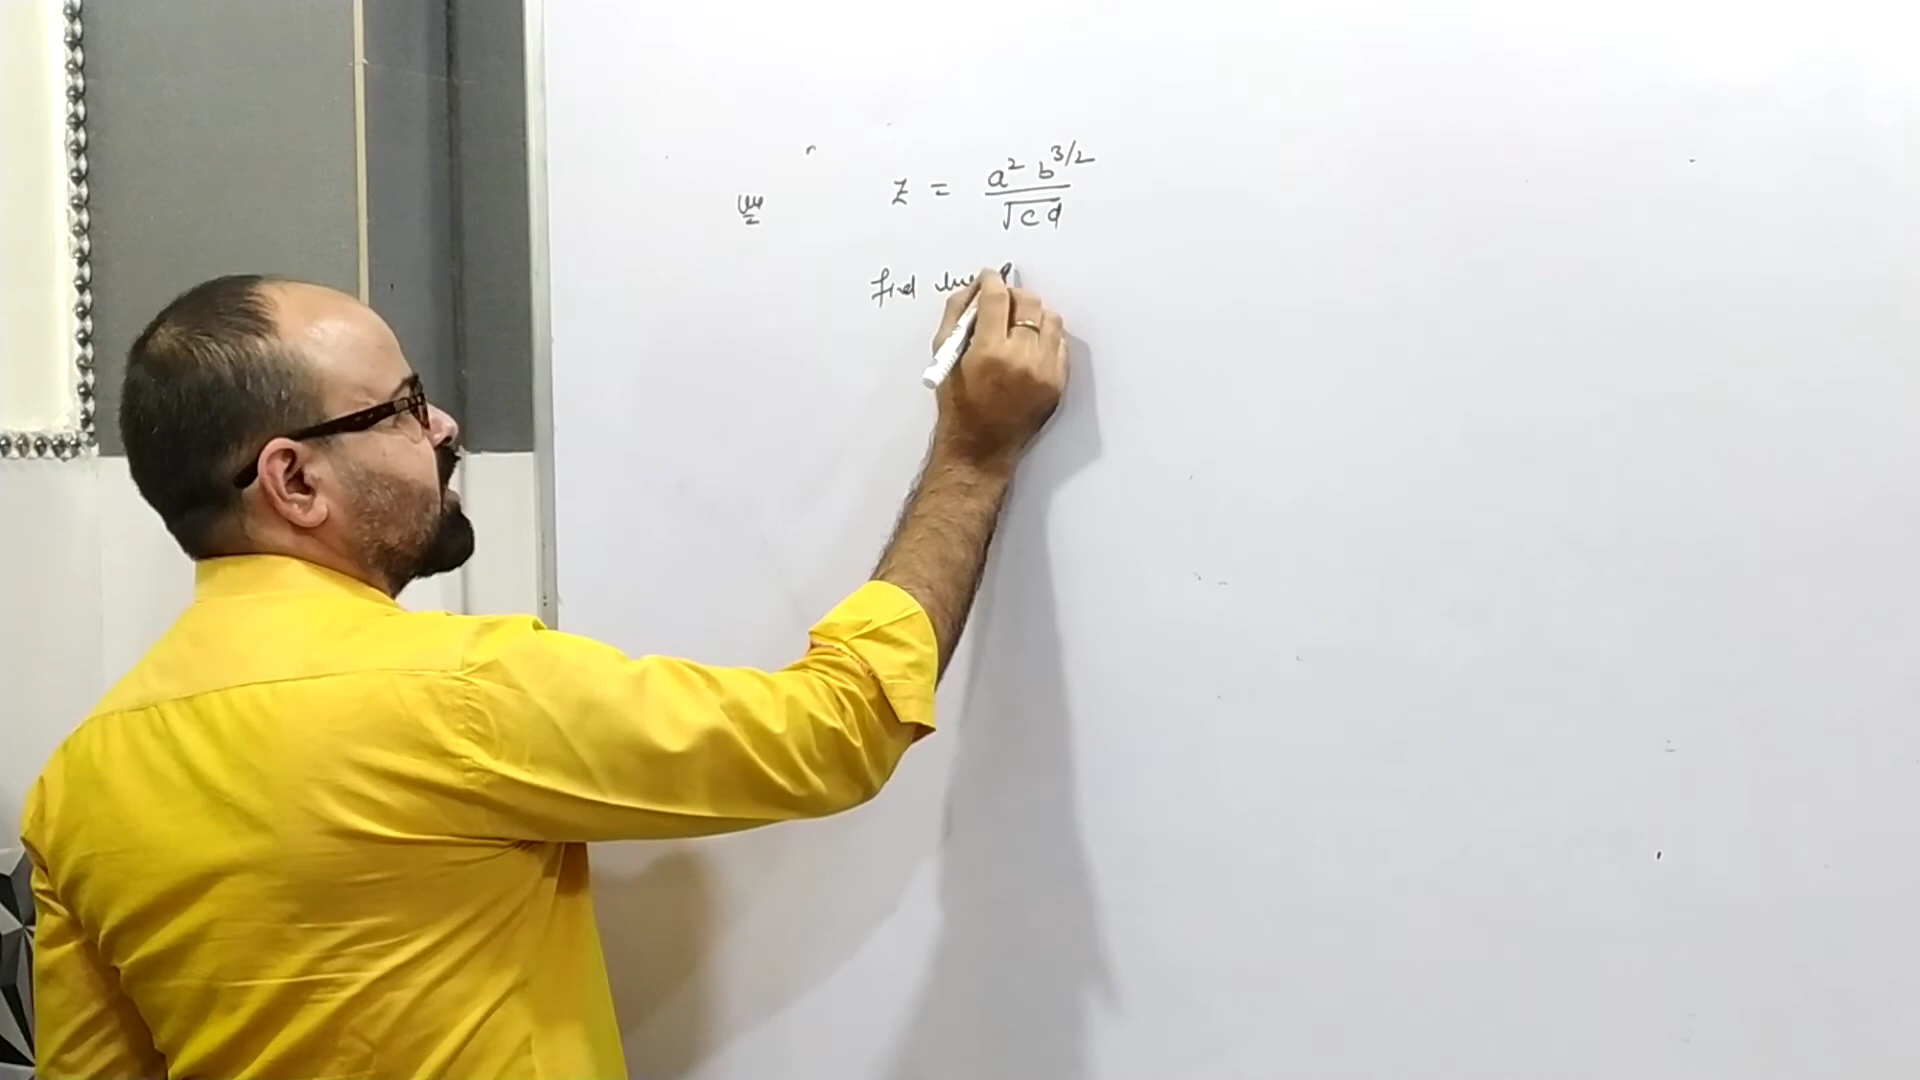 Z = a² b^3/2 / √cd
find